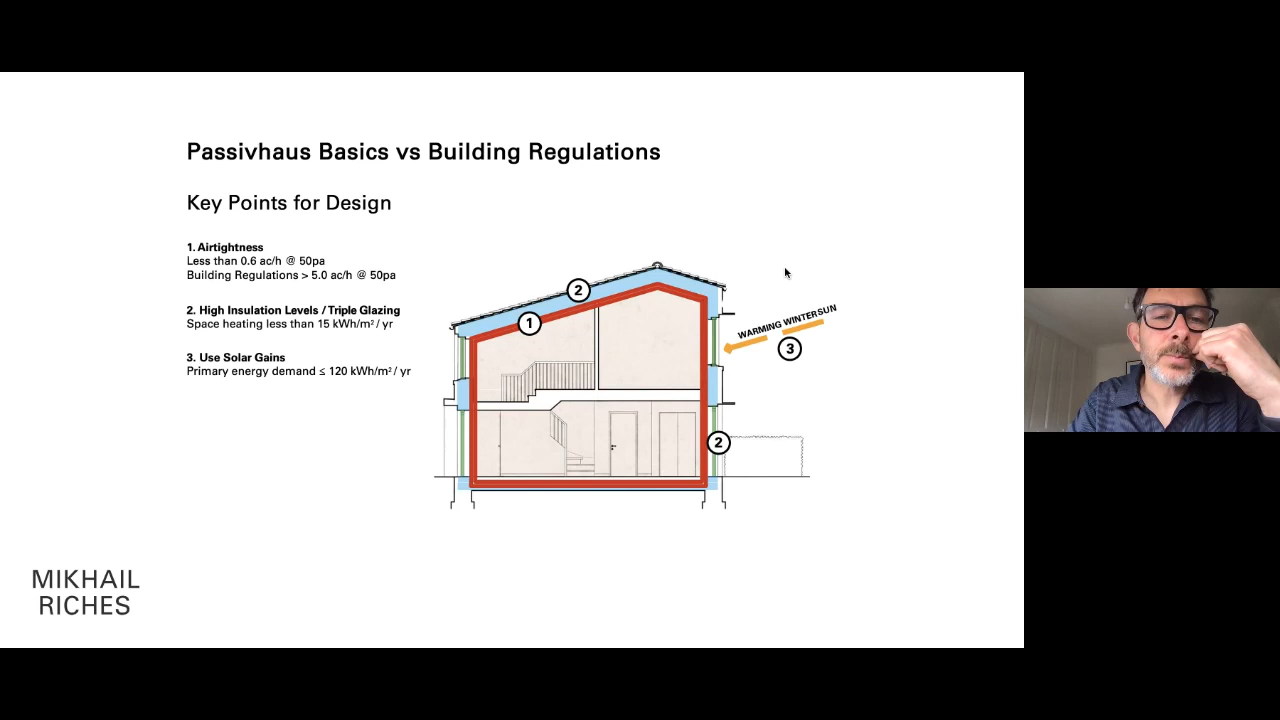 Passivhaus Basics vs Building Regulations
Key Points for Design
1. Airtightness
Less than 0.6 ac/h @ 50pa
Building Regulations > 5.0 ac/h @ 50pa
2. High Insulation Levels / Triple Glazing
Space heating less than 15 kWh/m² / yr
3. Use Solar Gains
Primary energy demand ≤ 120 kWh/m² / yr
2
1
WARMING WINTER SUN
3
2
MIKHAIL
RICHES